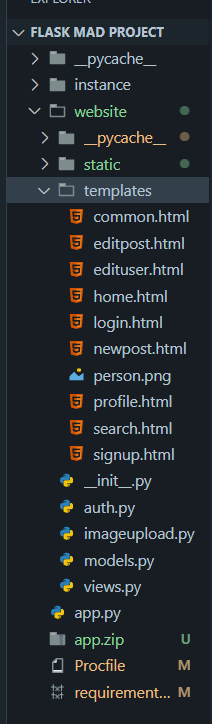 EXPLORER
FLASK MAD PROJECT
__pycache__
instance
website
__pycache__
static
templates
common.html
editpost.html
edituser.html
home.html
login.html
newpost.html
person.png
profile.html
search.html
signup.html
__init__.py
auth.py
imageupload.py
models.py
views.py
app.py
app.zip U
Procfile M
requirement... M